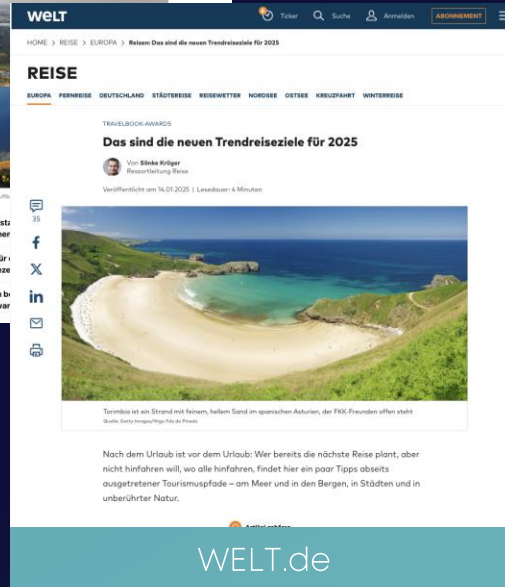 WELT
Ticker
Suche
Anmelden
ABONNEMENT
HOME > REISE > EUROPA > Reisen: Das sind die neuen Trendreiseziele für 2025
REISE
EUROPA FERNREISE DEUTSCHLAND STÄDTEREISE REISEWETTER NORDSEE OSTSEE KREUZFAHRT WINTERREISE
TRAVELBOOK-AWARDS
Das sind die neuen Trendreiseziele für 2025
Von Sönke Krüger
Ressortleitung Reise
Veröffentlicht am 14.01.2025 | Lesedauer: 4 Minuten
35
Torimbia ist ein Strand mit feinem, hellem Sand im spanischen Asturien, der FKK-Freunden offen steht
Quelle: Getty Images/
Nach dem Urlaub ist vor dem Urlaub: Wer bereits die nächste Reise plant, aber
nicht hinfahren will, wo alle hinfahren, findet hier ein paar Tipps abseits
ausgetretener Tourismuspfade – am Meer und in den Bergen, in Städten und in
unberührter Natur.
WELT.de